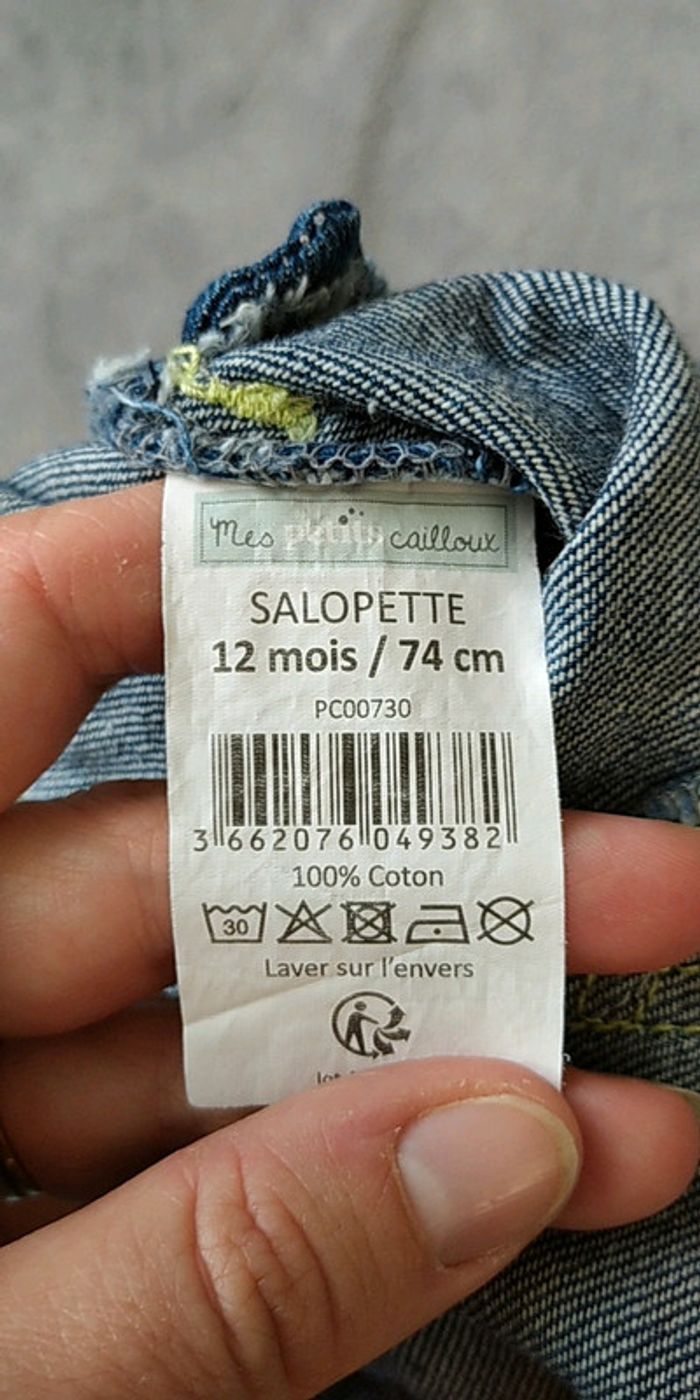 Mes petits cailloux
SALOPETTE
12 mois / 74 cm
PC00730
3 662076 049382
100% Coton
30
Laver sur l'envers